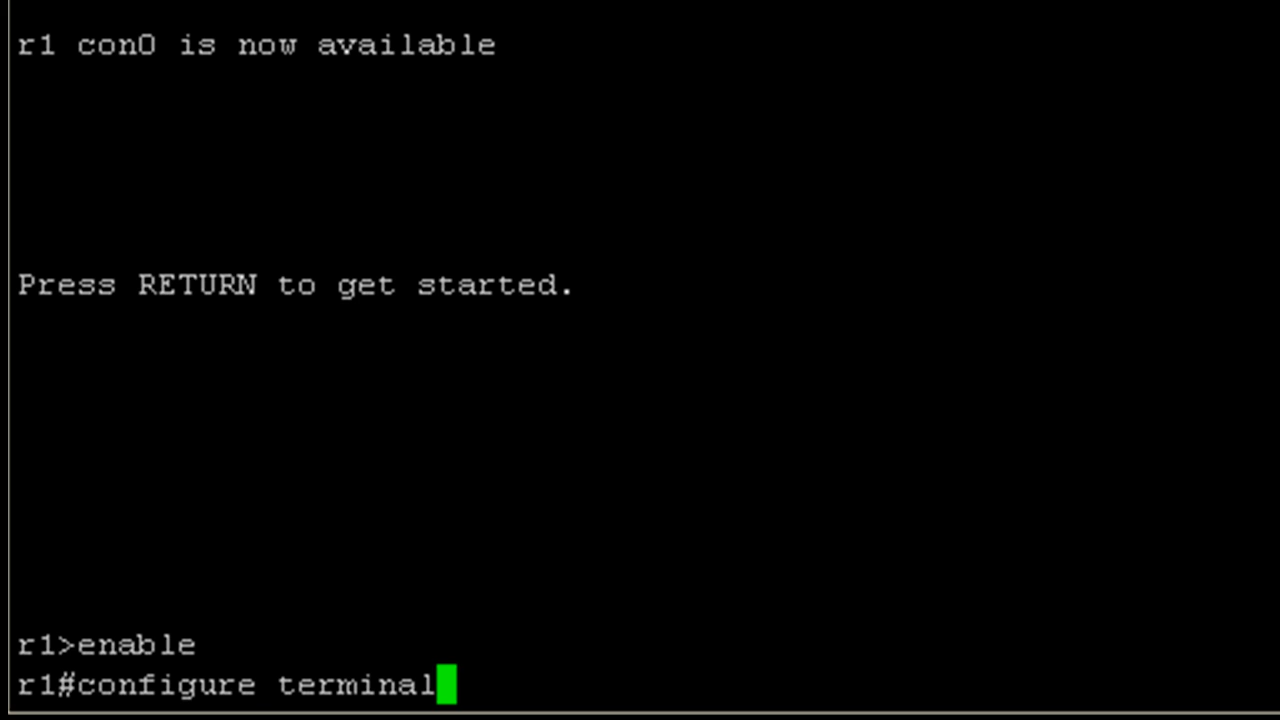 r1 con0 is now available
Press RETURN to get started.
r1>enable
r1#configure terminal